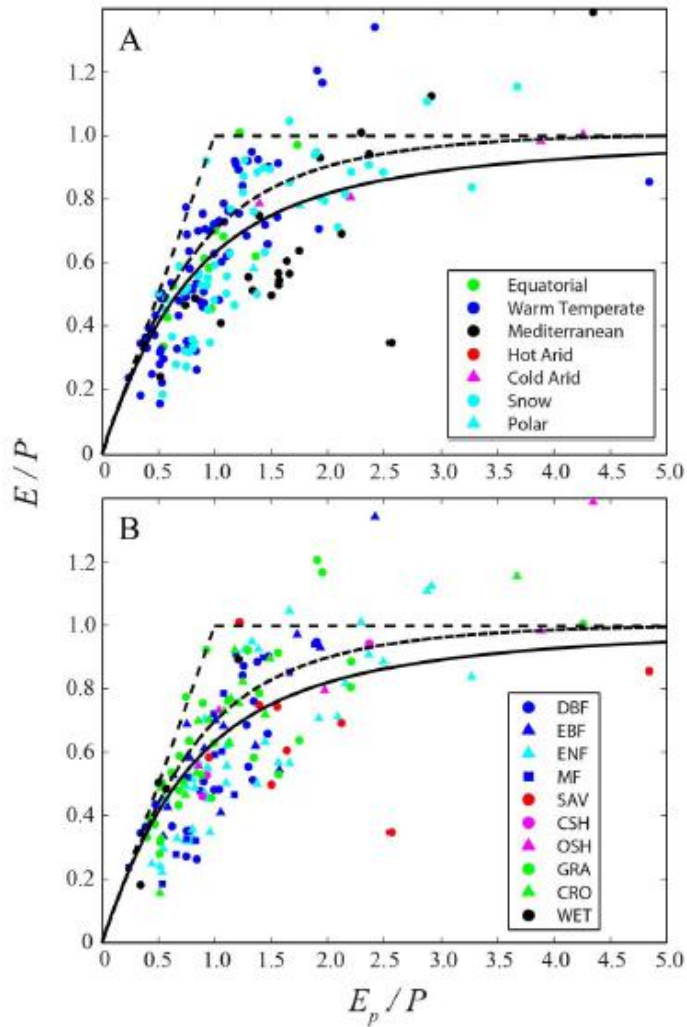 A
1.2
1.0
0.8
0.6
0.4
0.2
0
0 0.5 1.0 1.5 2.0 2.5 3.0 3.5 4.0 4.5 5.0
Equatorial
Warm Temperate
Mediterranean
Hot Arid
Cold Arid
Snow
Polar
E / P
B
1.2
1.0
0.8
0.6
0.4
0.2
0
0 0.5 1.0 1.5 2.0 2.5 3.0 3.5 4.0 4.5 5.0
DBF
EBF
ENF
MF
SAV
CSH
OSH
GRA
CRO
WET
Ep / P